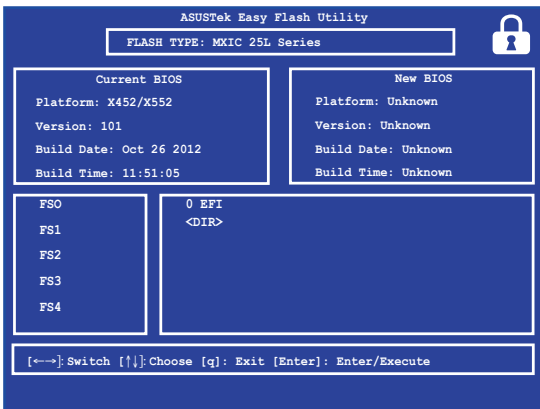 ASUSTek Easy Flash Utility
FLASH TYPE: MXIC 25L Series
Current BIOS
Platform: X452/X552
Version: 101
Build Date: Oct 26 2012
Build Time: 11:51:05
New BIOS
Platform: Unknown
Version: Unknown
Build Date: Unknown
Build Time: Unknown
FSO
FS1
FS2
FS3
FS4
0 EFI
<DIR>
[←→]: Switch [↑↓]: Choose [q]: Exit [Enter]: Enter/Execute